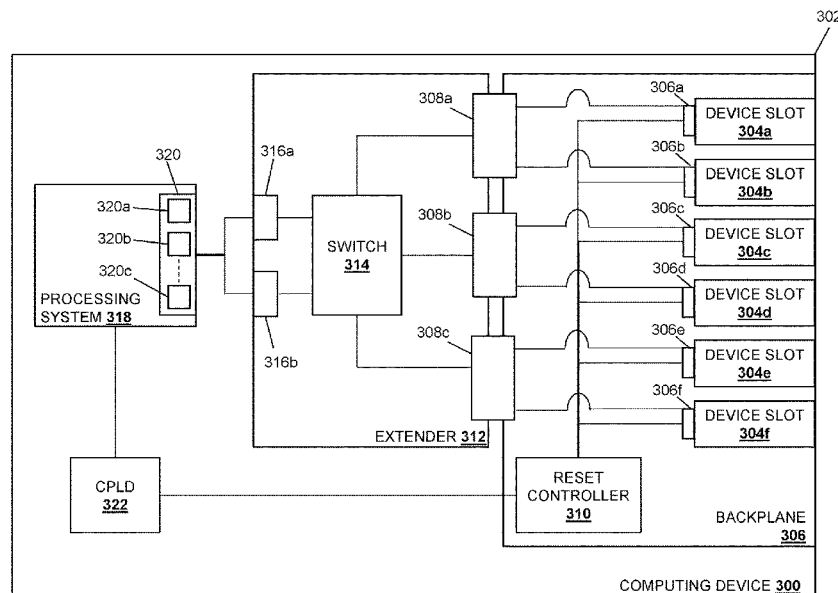 302
306a
DEVICE SLOT
304a
308a
306b
DEVICE SLOT
304b
320
316a
320a
320b
320c
PROCESSING
SYSTEM 318
SWITCH
314
308b
306c
DEVICE SLOT
304c
306d
DEVICE SLOT
304d
316b
308c
306e
DEVICE SLOT
304e
306f
DEVICE SLOT
304f
EXTENDER 312
CPLD
322
RESET
CONTROLLER
310
BACKPLANE
306
COMPUTING DEVICE 300